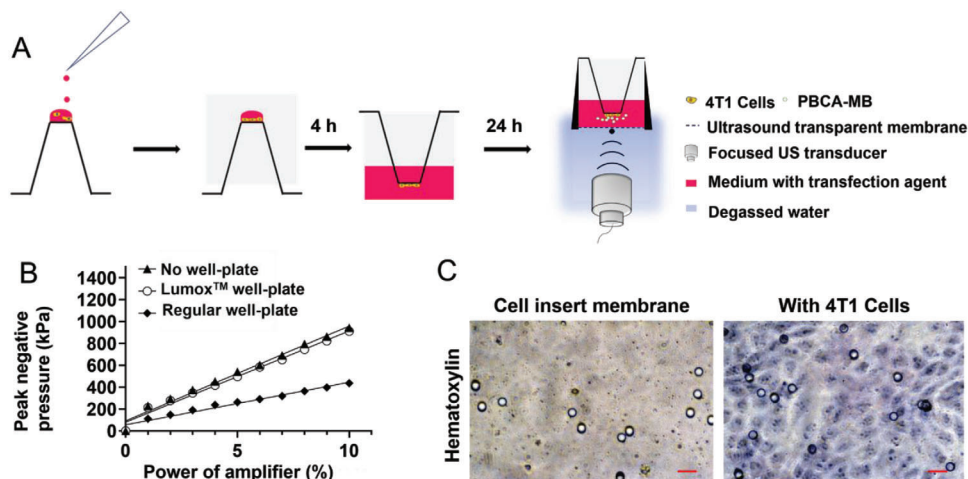 A
4 h
24 h
4T1 Cells
PBCA-MB
Ultrasound transparent membrane
Focused US transducer
Medium with transfection agent
Degassed water
B
No well-plate
Lumox™ well-plate
Regular well-plate
Peak negative
pressure (kPa)
1400
1200
1000
800
600
400
200
0
0
5
10
Power of amplifier (%)
C
Cell insert membrane
With 4T1 Cells
Hematoxylin